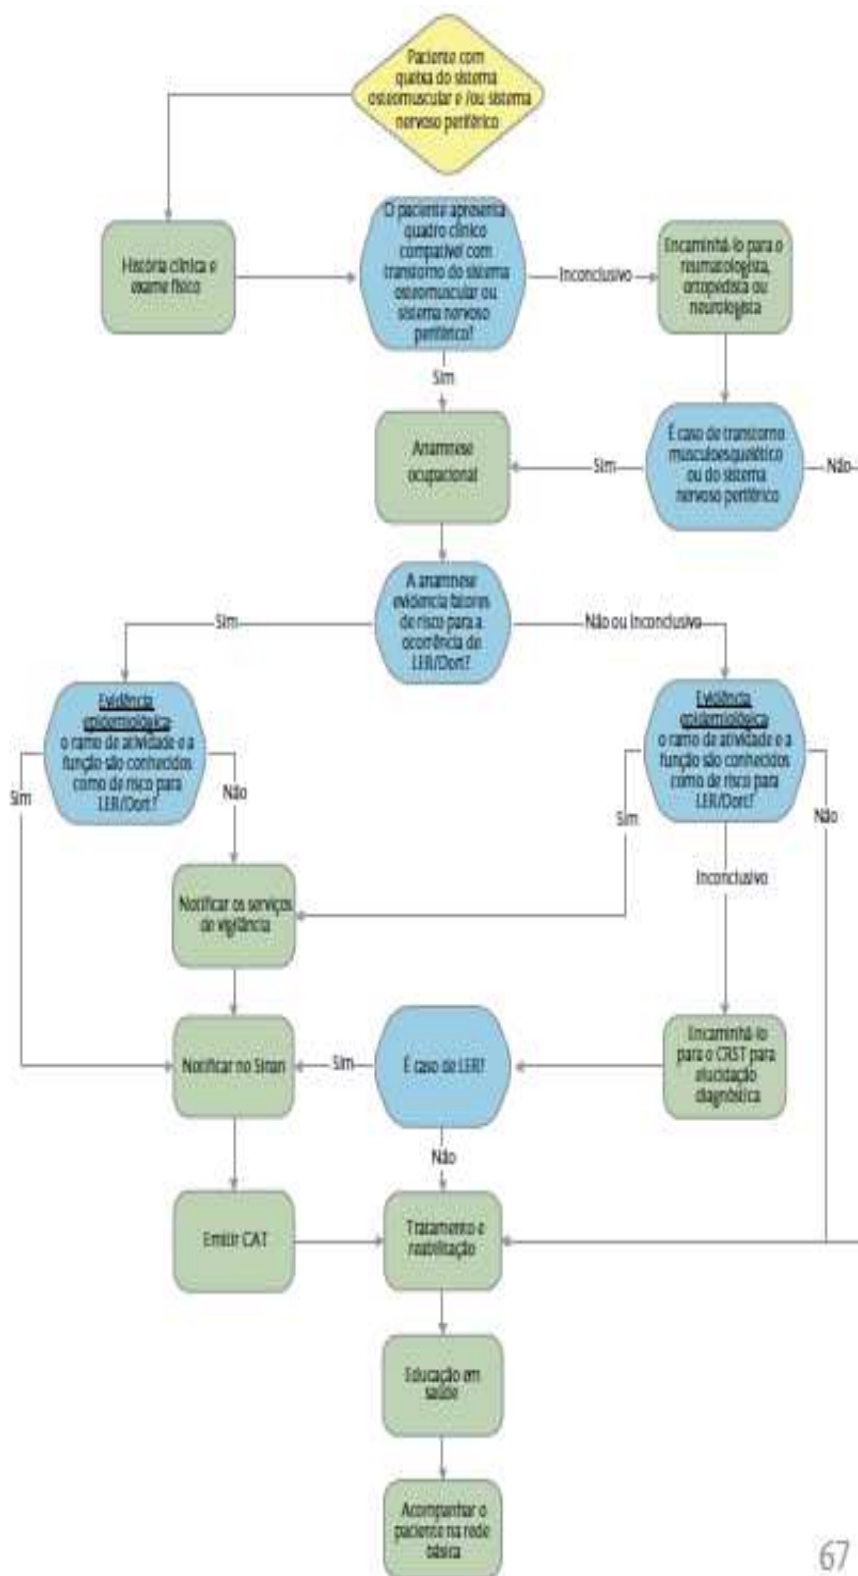 Paciente com
queixa do sistema
osteomuscular e /ou sistema
nervoso periférico
História clínica e
exame físico
O paciente apresenta
quadro clínico
compatível com
transtorno do sistema
osteomuscular ou
sistema nervoso
periférico?
Inconclusivo
Encaminhá-lo para o
reumatologista,
ortopedista ou
neurologista
Sim
Anamnese
ocupacional
Sim
É caso de transtorno
musculoesquelético
ou do sistema
nervoso periférico
Não
A anamnese
evidencia fatores
de risco para a
ocorrência de
LER/Dort?
Sim
Não ou Inconclusivo
Evidência
epidemiológica:
o ramo de atividade e a
função são conhecidos
como de risco para
LER/Dort?
Sim
Não
Evidência
epidemiológica:
o ramo de atividade e a
função são conhecidos
como de risco para
LER/Dort?
Sim
Não
Inconclusivo
Notificar os serviços
de vigilância
Notificar no Sinan
Sim
É caso de LER?
Encaminhá-lo
para o CRST para
elucidação
diagnóstica
Não
Emitir CAT
Tratamento e
reabilitação
Educação em
saúde
Acompanhar o
paciente na rede
básica
67